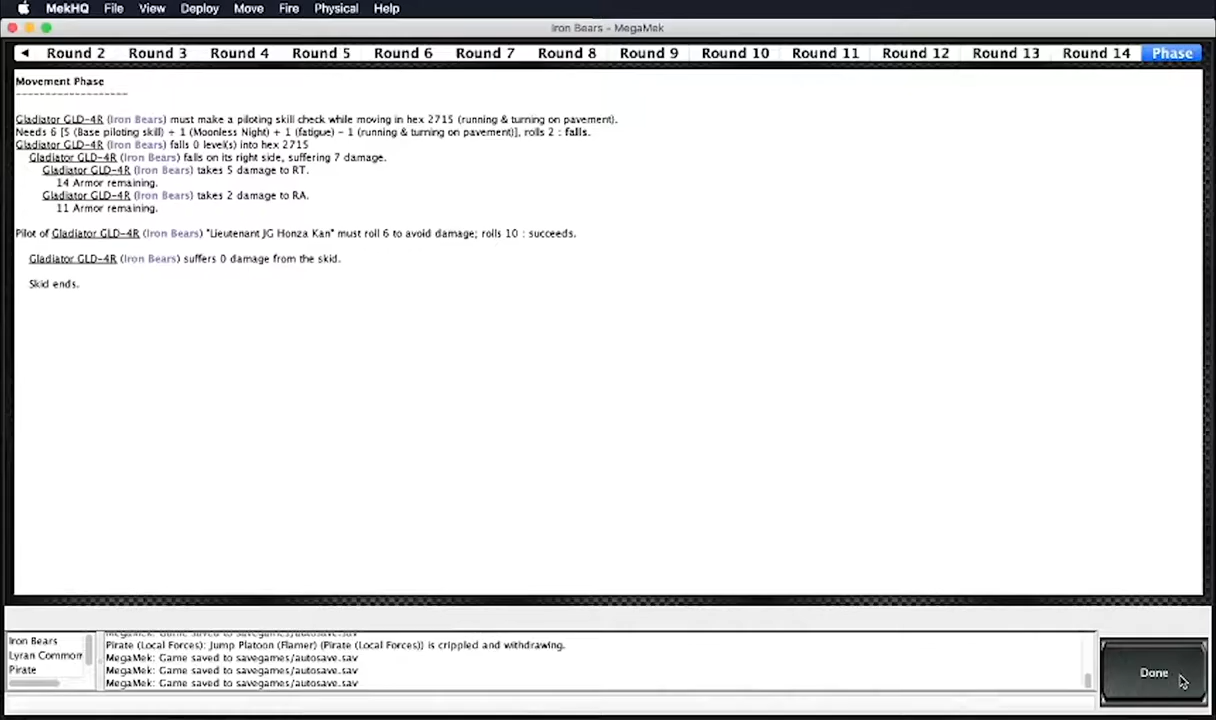 MekHQ File View Deploy Move Fire Physical Help
Iron Bears - MegaMek
◄ Round 2 Round 3 Round 4 Round 5 Round 6 Round 7 Round 8 Round 9 Round 10 Round 11 Round 12 Round 13 Round 14 Phase
Movement Phase
-------------------
Gladiator GLD-4R (Iron Bears) must make a piloting skill check while moving in hex 2715 (running & turning on pavement).
Needs 6 [5 (Base piloting skill) + 1 (Moonless Night) + 1 (fatigue) - 1 (running & turning on pavement)], rolls 2 : falls.
Gladiator GLD-4R (Iron Bears) falls 0 level(s) into hex 2715
Gladiator GLD-4R (Iron Bears) falls on its right side, suffering 7 damage.
Gladiator GLD-4R (Iron Bears) takes 5 damage to RT.
14 Armor remaining.
Gladiator GLD-4R (Iron Bears) takes 2 damage to RA.
11 Armor remaining.
Pilot of Gladiator GLD-4R (Iron Bears) "Lieutenant JG Honza Kan" must roll 6 to avoid damage; rolls 10 : succeeds.
Gladiator GLD-4R (Iron Bears) suffers 0 damage from the skid.
Skid ends.
Iron Bears
Lyran Common
Pirate
MegaMek: Game saved to savegames/autosave.sav
Pirate (Local Forces): Jump Platoon (Flamer) (Pirate (Local Forces)) is crippled and withdrawing.
MegaMek: Game saved to savegames/autosave.sav
MegaMek: Game saved to savegames/autosave.sav
MegaMek: Game saved to savegames/autosave.sav
Done